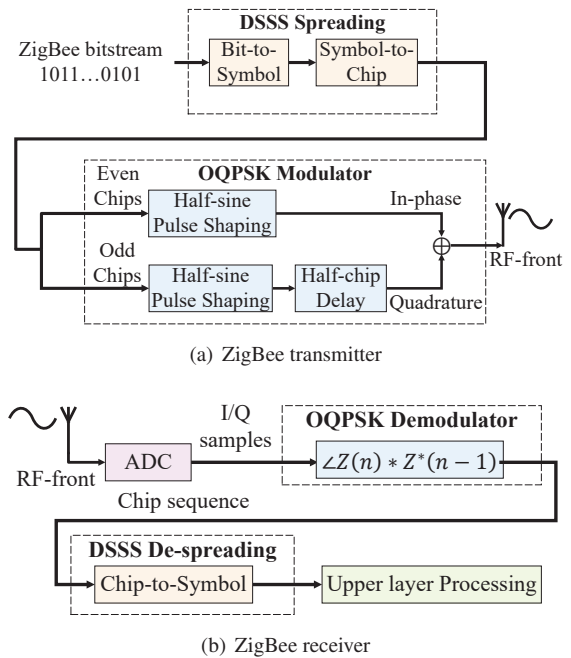 DSSS Spreading
ZigBee bitstream
1011…0101
Bit-to-
Symbol
Symbol-to-
Chip
OQPSK Modulator
Even
Chips
Half-sine
Pulse Shaping
In-phase
Odd
Chips
Half-sine
Pulse Shaping
Half-chip
Delay
Quadrature
RF-front
(a) ZigBee transmitter
I/Q
samples
OQPSK Demodulator
RF-front
ADC
∠Z(n) ∗ Z*(n − 1)
Chip sequence
DSSS De-spreading
Chip-to-Symbol
Upper layer Processing
(b) ZigBee receiver